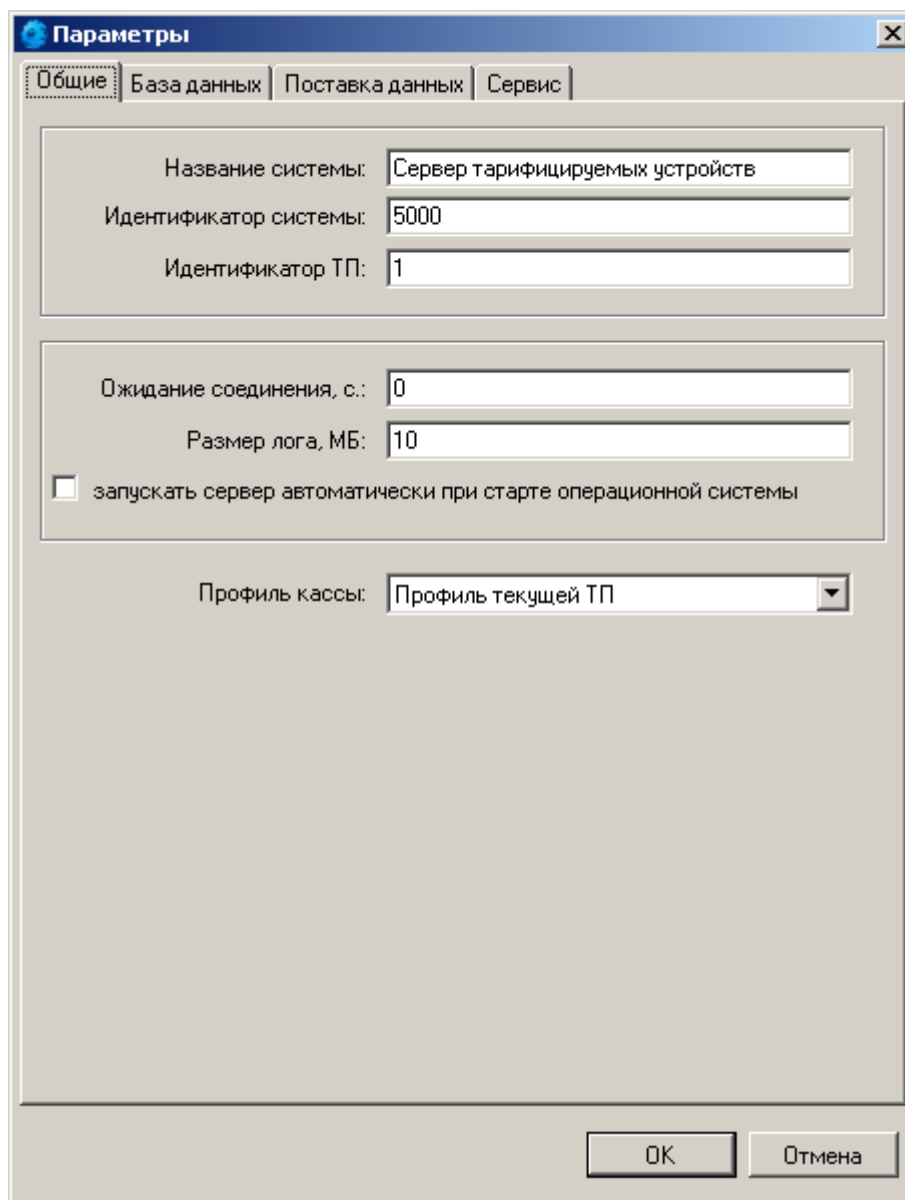 Параметры
Общие База данных Поставка данных Сервис
Название системы: Сервер тарифицируемых устройств
Идентификатор системы: 5000
Идентификатор ТП: 1
Ожидание соединения, с.: 0
Размер лога, МБ: 10
запускать сервер автоматически при старте операционной системы
Профиль кассы: Профиль текущей ТП
OK Отмена